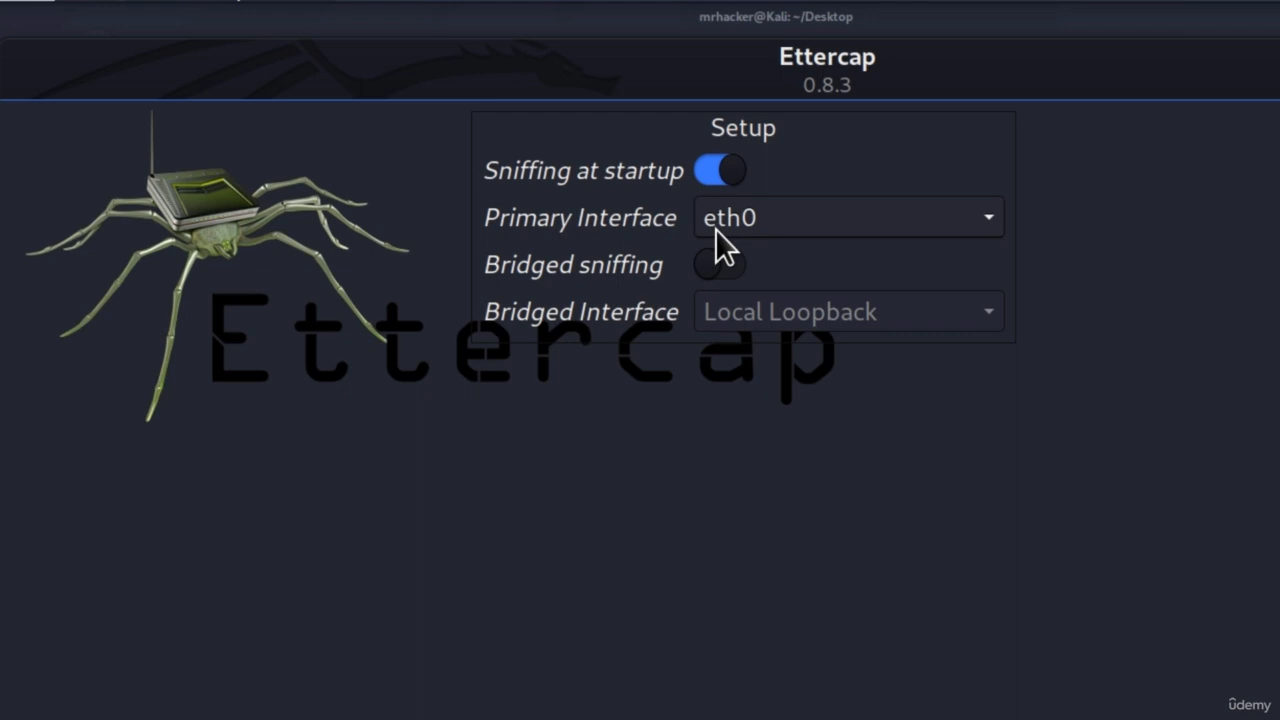 mrhacker@Kali: ~/Desktop
Ettercap
0.8.3
Setup
Sniffing at startup
Primary Interface eth0
Bridged sniffing
Bridged Interface Local Loopback
Ettercap
ûdemy